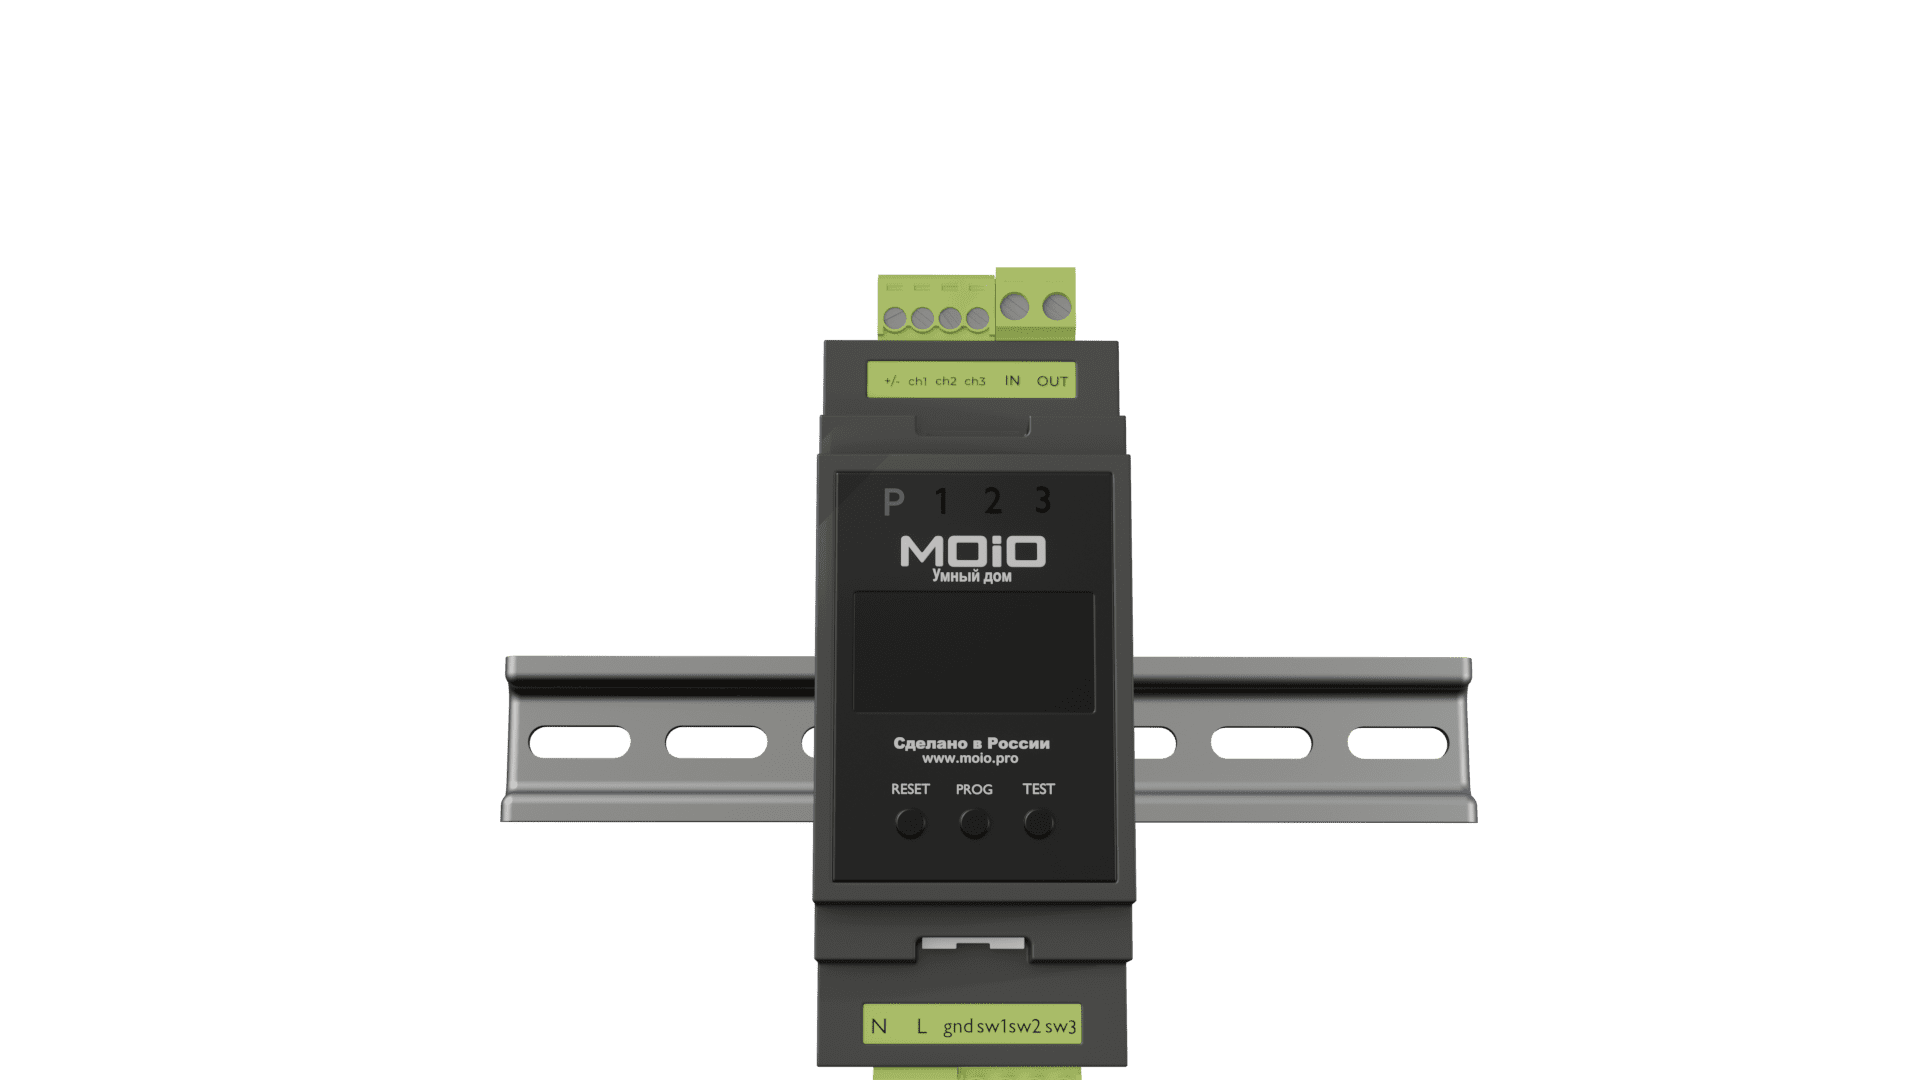 +/- ch1 ch2 ch3 IN OUT
P 1 2 3
MOiO
Умный дом
Сделано в России
www.moio.pro
RESET PROG TEST
N L gnd sw1 sw2 sw3